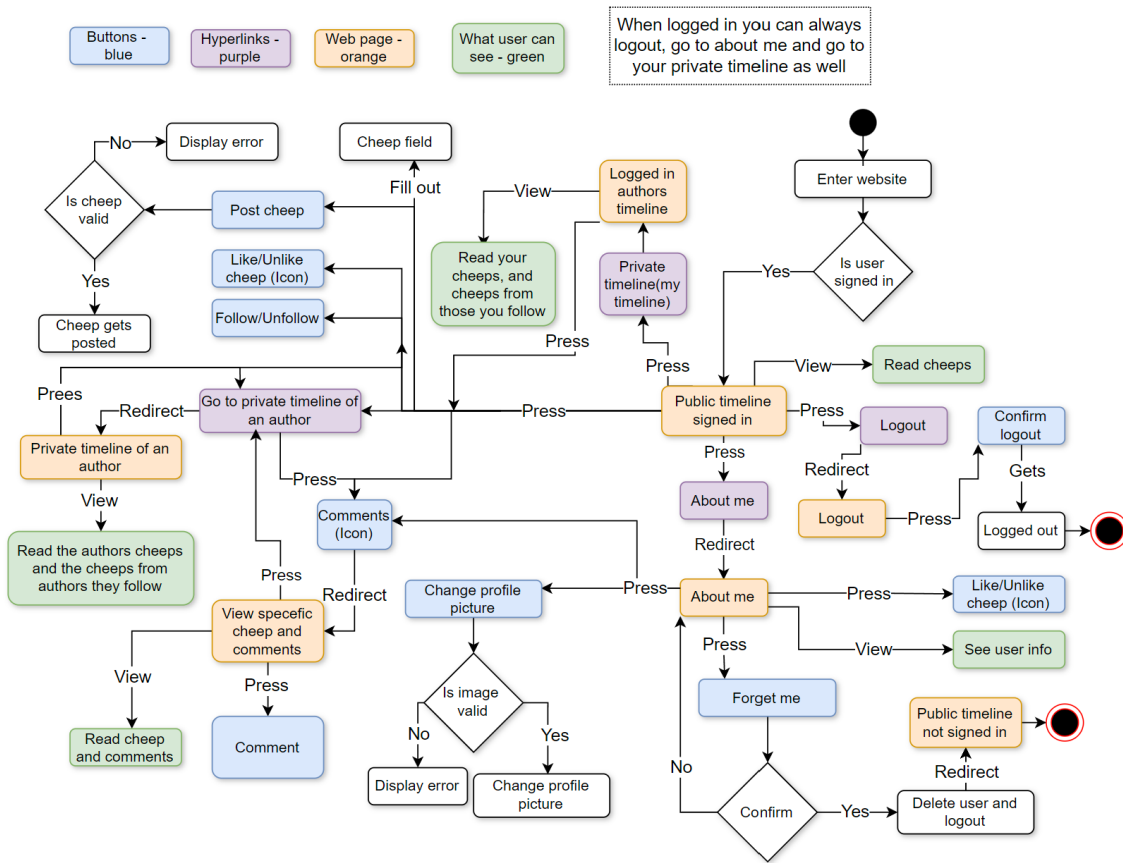 Buttons -
blue
Hyperlinks -
purple
Web page -
orange
What user can
see - green
When logged in you can always
logout, go to about me and go to
your private timeline as well
No
Display error
Cheep field
Fill out
Is cheep
valid
Post cheep
Yes
Cheep gets
posted
Like/Unlike
cheep (Icon)
Follow/Unfollow
View
Logged in
authors
timeline
Read your
cheeps, and
cheeps from
those you follow
Private
timeline(my
timeline)
Press
Enter website
Is user
signed in
Yes
Press
View
Read cheeps
Prees
Redirect
Go to private timeline of
an author
Press
Public timeline
signed in
Press
Logout
Confirm
logout
Private timeline of an
author
View
Read the authors cheeps
and the cheeps from
authors they follow
Press
Comments
(Icon)
Press
About me
Redirect
Redirect
Logout
Press
Gets
Logged out
Press
Redirect
View specefic
cheep and
comments
View
Press
Read cheep
and comments
Comment
Change profile
picture
Press
About me
Press
Like/Unlike
cheep (Icon)
View
See user info
Press
Is image
valid
No
Yes
Display error
Change profile
picture
Forget me
No
Confirm
Yes
Delete user and
logout
Redirect
Public timeline
not signed in